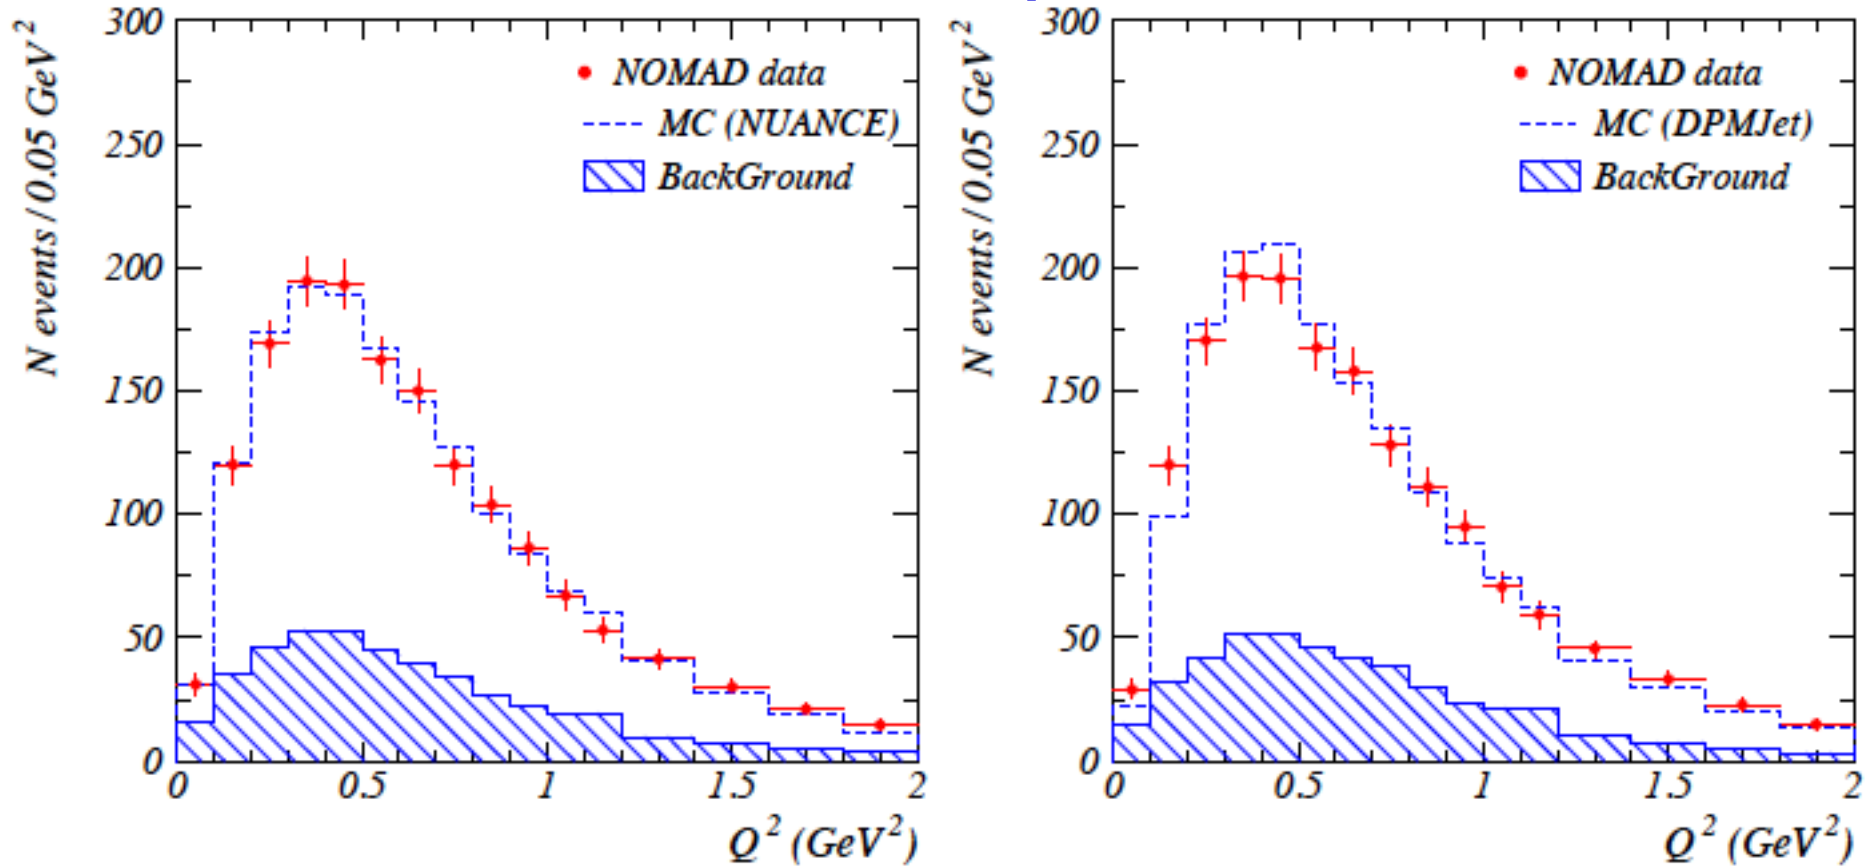 N events / 0.05 GeV²
300
250
200
150
100
50
0
NOMAD data
MC (NUANCE)
BackGround
0 0.5 1 1.5 2
Q² (GeV²)
N events / 0.05 GeV²
300
250
200
150
100
50
0
NOMAD data
MC (DPMJet)
BackGround
0 0.5 1 1.5 2
Q² (GeV²)